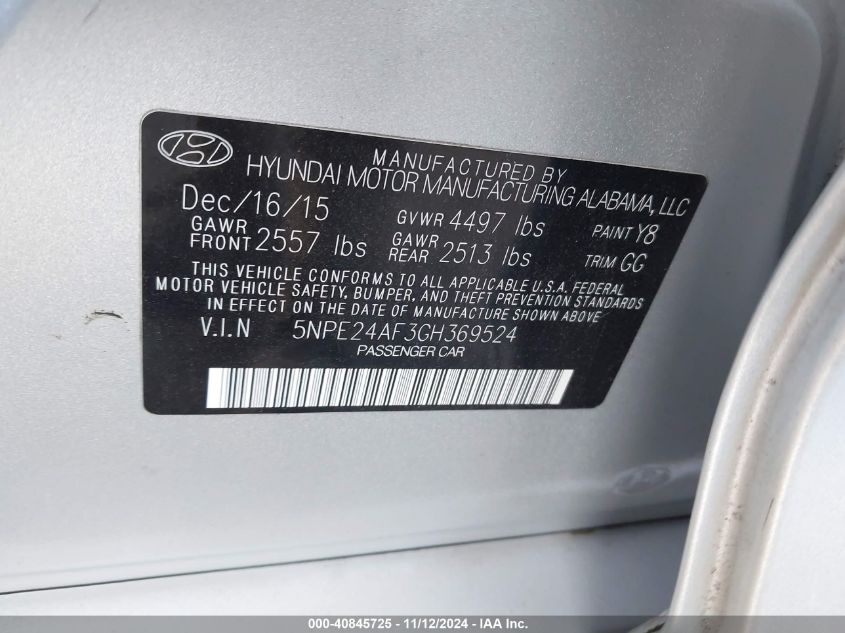 MANUFACTURED BY
HYUNDAI MOTOR MANUFACTURING ALABAMA, LLC
Dec/16/15 GVWR 4497 lbs PAINT Y8
GAWR FRONT 2557 lbs GAWR REAR 2513 lbs TRIM GG
THIS VEHICLE CONFORMS TO ALL APPLICABLE U.S.A. FEDERAL
MOTOR VEHICLE SAFETY, BUMPER, AND THEFT PREVENTION STANDARDS
IN EFFECT ON THE DATE OF MANUFACTURE SHOWN ABOVE
V.I.N 5NPE24AF3GH369524
PASSENGER CAR
000-40845725 - 11/12/2024 - IAA Inc.